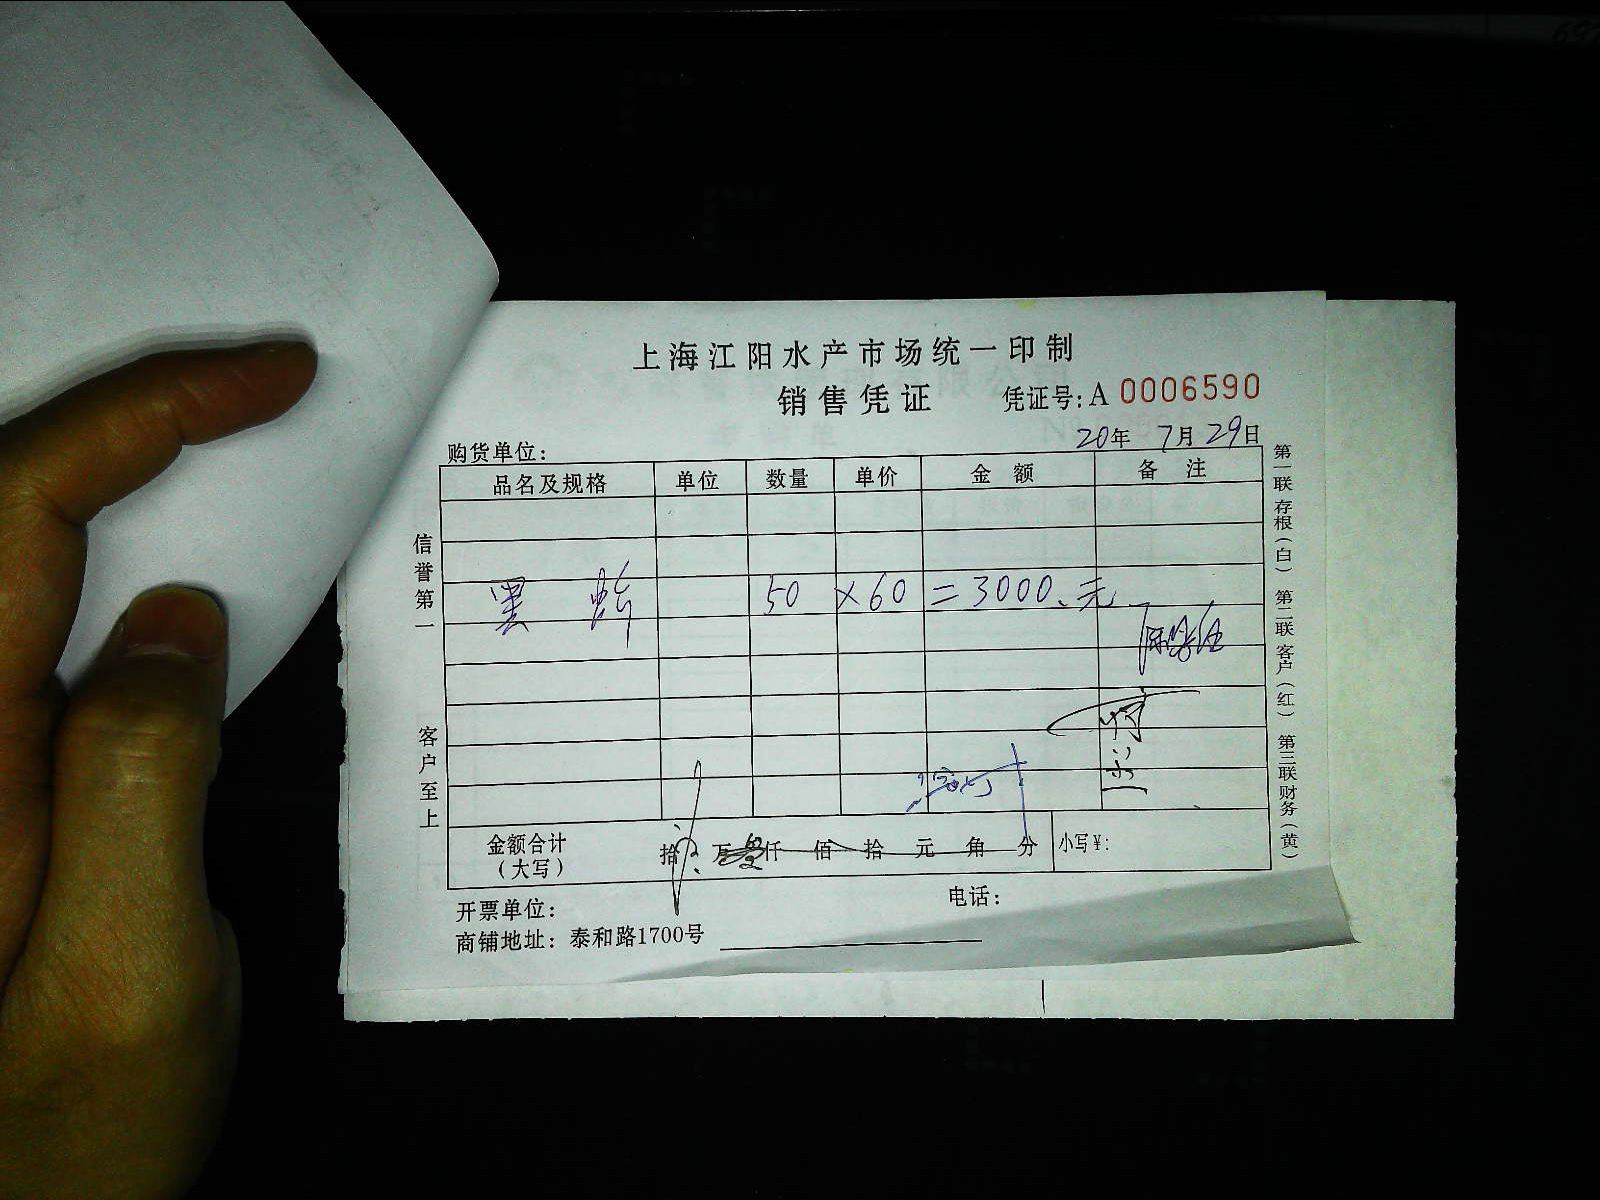 上海江阳水产市场统一印制
销售凭证 凭证号:A 0006590
20年 7月 29日
购货单位:
品名及规格 单位 数量 单价 金额 备注
50 ×60 =3000.元
信誉第一
客户至上
第一联 存根(白) 第二联 客户(红) 第三联 财务(黄)
金额合计 拾 万 仟 佰 拾 元 角 分 小写¥:
(大写)
开票单位: 电话:
商铺地址: 泰和路1700号